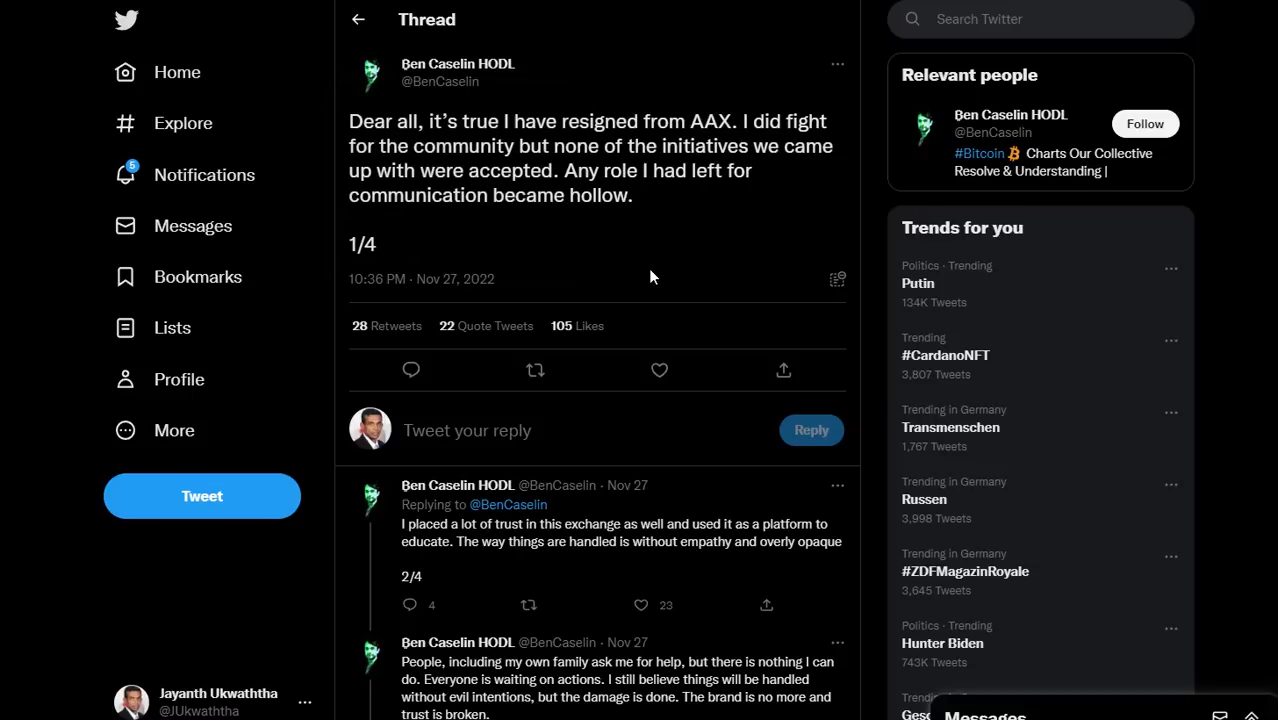 Home
Explore
5
Notifications
Messages
Bookmarks
Lists
Profile
More
Tweet
Jayanth Ukwaththa
@JUkwaththa
Thread
Ben Caselin HODL
@BenCaselin
Dear all, it's true I have resigned from AAX. I did fight
for the community but none of the initiatives we came
up with were accepted. Any role I had left for
communication became hollow.
1/4
10:36 PM · Nov 27, 2022
28 Retweets 22 Quote Tweets 105 Likes
Tweet your reply
Reply
Ben Caselin HODL @BenCaselin · Nov 27
Replying to @BenCaselin
I placed a lot of trust in this exchange as well and used it as a platform to
educate. The way things are handled is without empathy and overly opaque
2/4
4 23
Ben Caselin HODL @BenCaselin · Nov 27
People, including my own family ask me for help, but there is nothing I can
do. Everyone is waiting on actions. I still believe things will be handled
without evil intentions, but the damage is done. The brand is no more and
trust is broken.
Search Twitter
Relevant people
Ben Caselin HODL
@BenCaselin
Follow
#Bitcoin Charts Our Collective
Resolve & Understanding |
Trends for you
Politics · Trending
Putin
134K Tweets
Trending
#CardanoNFT
3,807 Tweets
Trending in Germany
Transmenschen
1,767 Tweets
Trending in Germany
Russen
3,998 Tweets
Trending in Germany
#ZDFMagazinRoyale
3,645 Tweets
Politics · Trending
Hunter Biden
743K Tweets
Messages